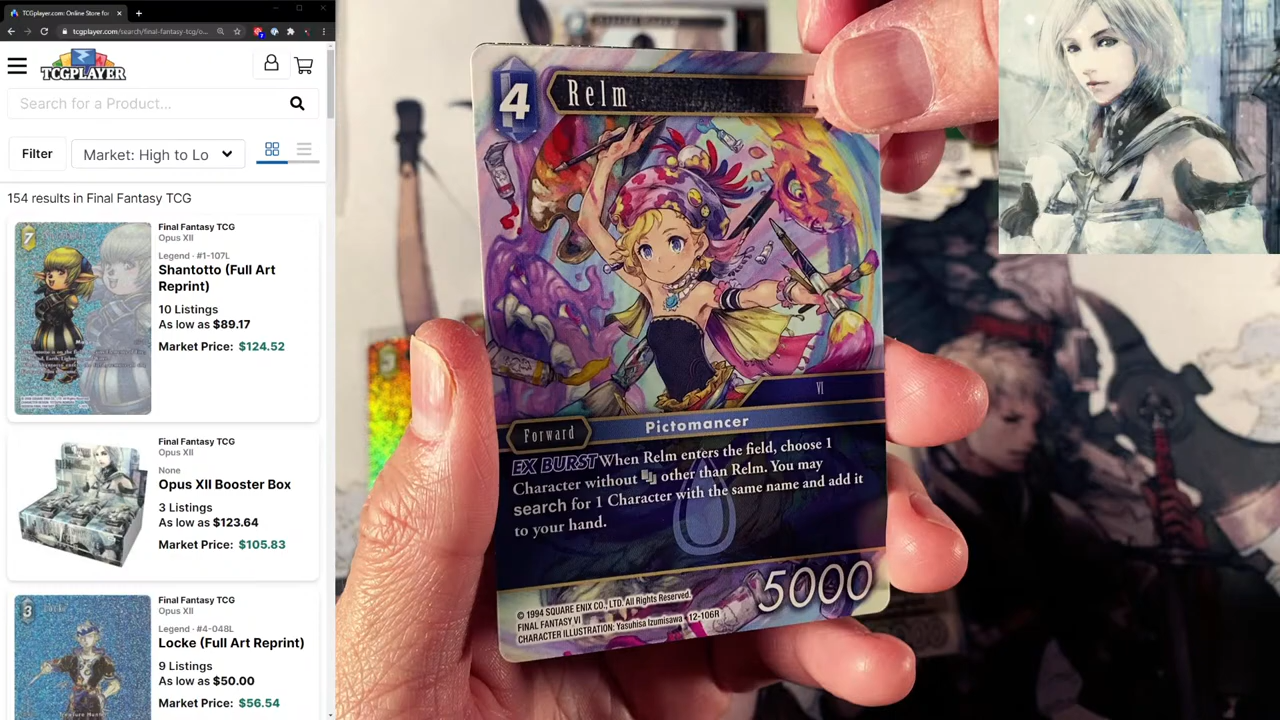 TCGplayer.com: Online Store for
tcgplayer.com/search/final-fantasy-tcg/o...
TCGPLAYER
Search for a Product...
Filter
Market: High to Lo
154 results in Final Fantasy TCG
7
Final Fantasy TCG
Opus XII
Legend · #1-107L
Shantotto (Full Art
Reprint)
10 Listings
As low as $89.17
Market Price: $124.52
Final Fantasy TCG
Opus XII
None
Opus XII Booster Box
3 Listings
As low as $123.64
Market Price: $105.83
3
Locke
Final Fantasy TCG
Opus XII
Legend · #4-048L
Locke (Full Art Reprint)
9 Listings
As low as $50.00
Market Price: $56.54
Treasure Hunter
4
Relm
VI
Forward
Pictomancer
EX BURST When Relm enters the field, choose 1
Character without other than Relm. You may
search for 1 Character with the same name and add it
to your hand.
5000
© 1994 SQUARE ENIX CO., LTD. All Rights Reserved.
FINAL FANTASY VI
CHARACTER ILLUSTRATION: Yasuhisa Izumisawa · 12-106R